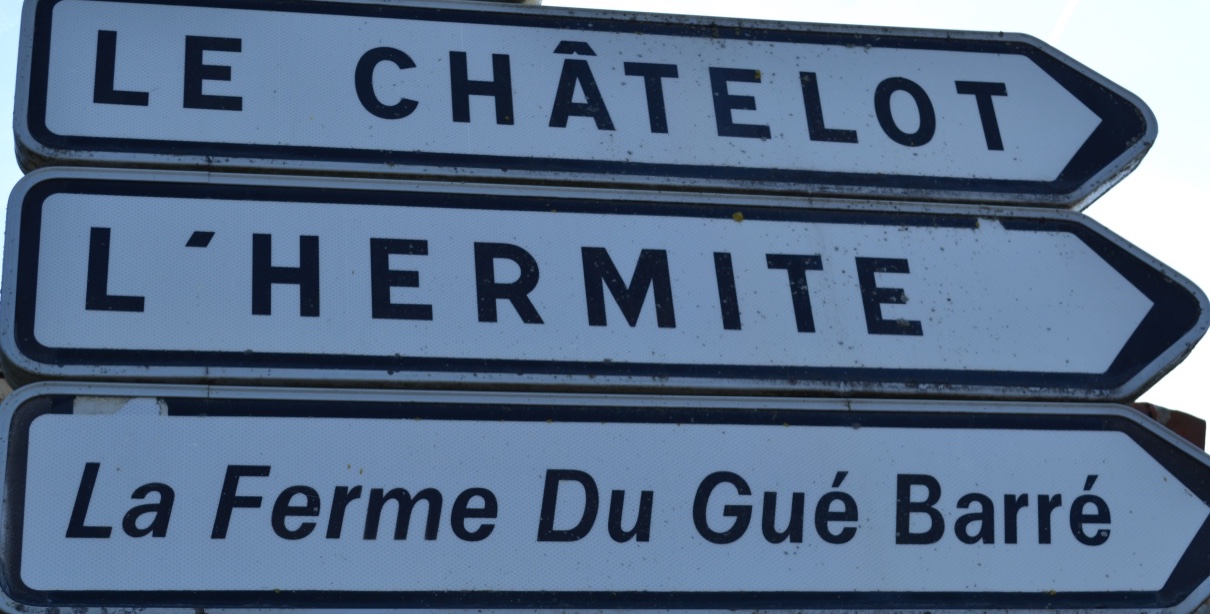 LE CHÂTELOT
L'HERMITE
La Ferme Du Gué Barré